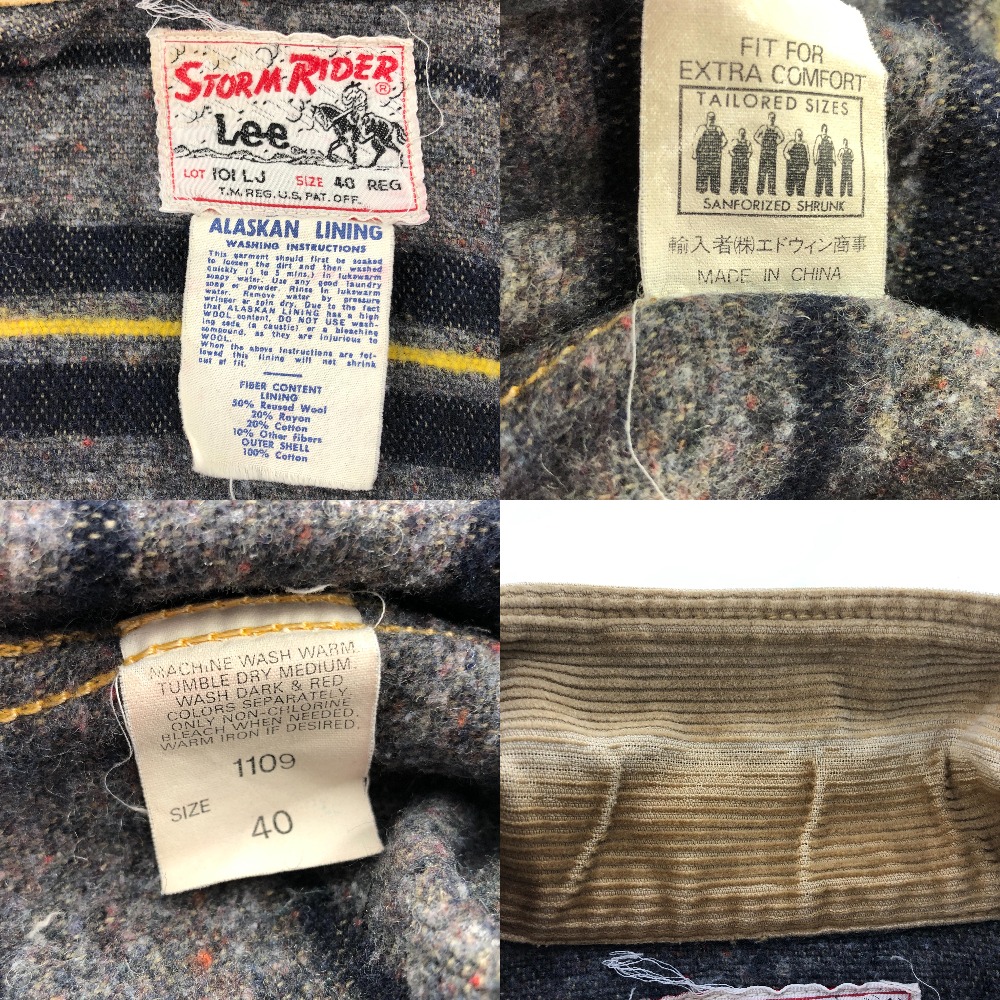 STORM RIDER ®
Lee
LOT 101 LJ SIZE 40 REG
T.M. REG. U.S. PAT. OFF.
ALASKAN LINING
WASHING INSTRUCTIONS
This garment should first be soaked
to loosen the dirt and then washed
quickly (3 to 5 mins.) in lukewarm
soapy water. Use any good laundry
soap or powder. Rinse in lukewarm
water. Remove water by pressure
wringer or spin dry. Due to the fact
that ALASKAN LINING has a high
WOOL content, DO NOT USE wash-
ing soda (a caustic) or a bleaching
compound, as they are injurious to
WOOL.
When the above instructions are fol-
lowed this lining will not shrink
out of fit.
FIBER CONTENT
LINING
50% Reused Wool
20% Rayon
20% Cotton
10% Other fibers
OUTER SHELL
100% Cotton
FIT FOR
EXTRA COMFORT
TAILORED SIZES
SANFORIZED SHRUNK
輸入者(株)エドウィン商事
MADE IN CHINA
MACHINE WASH WARM.
TUMBLE DRY MEDIUM.
WASH DARK & RED
COLORS SEPARATELY.
ONLY NON-CHLORINE
BLEACH WHEN NEEDED.
WARM IRON IF DESIRED.
1109
SIZE
40